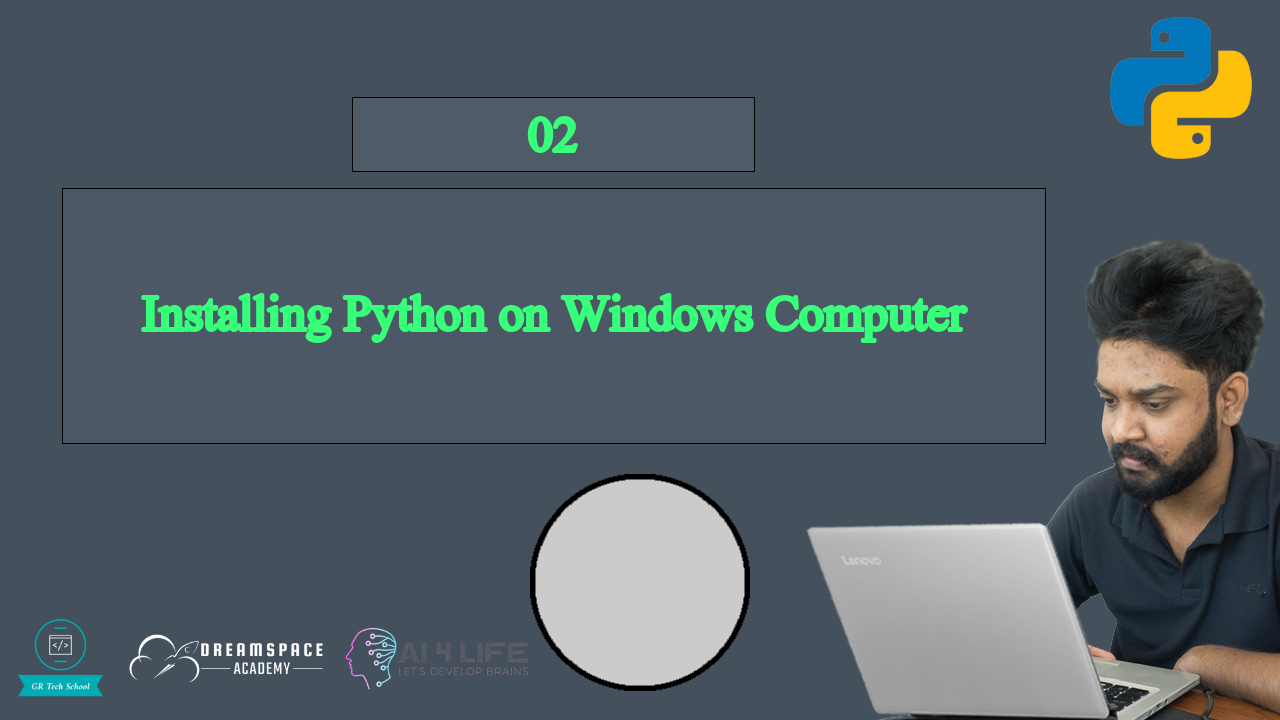 02
Installing Python on Windows Computer
Lenovo
GR Tech School
DREAMSPACE
ACADEMY
AI 4 LIFE
LET'S DEVELOP BRAINS